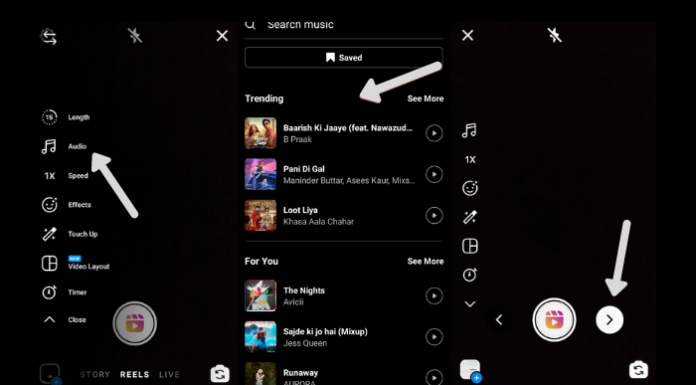 15
Length
Audio
1X
Speed
Effects
Touch Up
NEW
Video Layout
Timer
Close
STORY REELS LIVE
Search music
Saved
Trending
See More
Baarish Ki Jaaye (feat. Nawazud...
B Praak
Pani Di Gal
Maninder Buttar, Asees Kaur, Mixs...
Loot Liya
Khasa Aala Chahar
For You
See More
The Nights
Avicii
Sajde ki jo hai (Mixup)
Jess Queen
Runaway
AURORA
1X